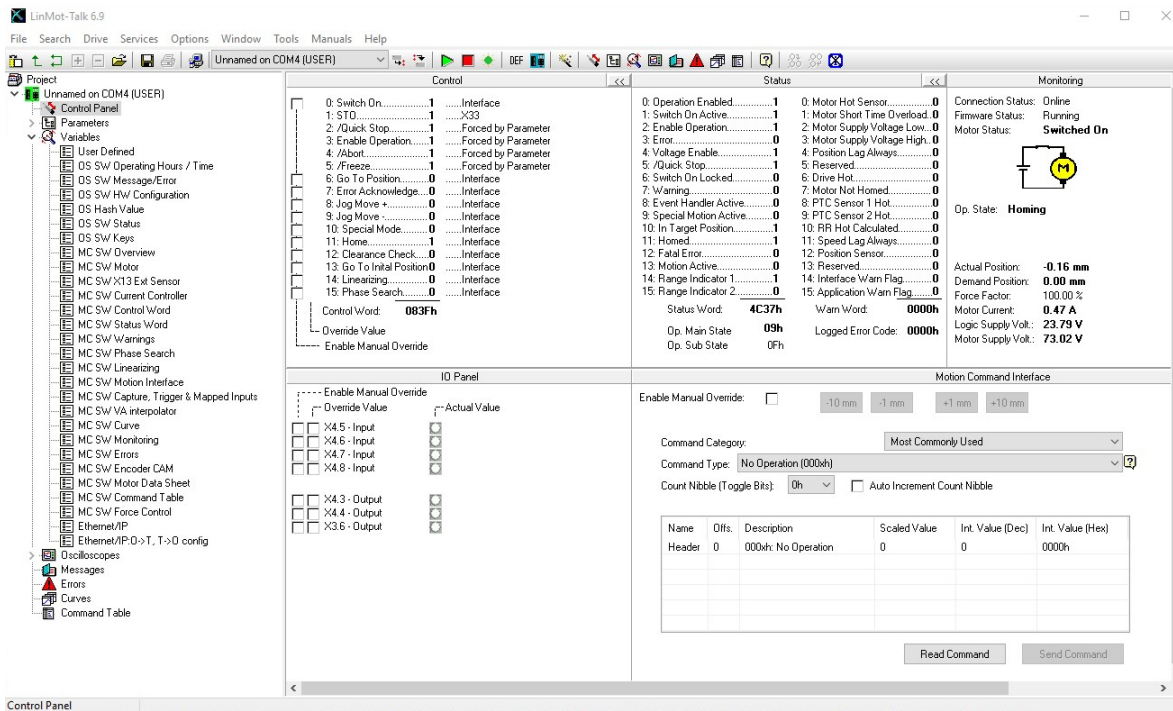 LinMot-Talk 6.9
File Search Drive Services Options Window Tools Manuals Help
Unnamed on COM4 (USER)
DEF
Project
Unnamed on COM4 (USER)
Control Panel
Parameters
Variables
User Defined
OS SW Operating Hours / Time
OS SW Message/Error
OS SW HW Configuration
OS Hash Value
OS SW Status
OS SW Keys
MC SW Overview
MC SW Motor
MC SW X13 Ext Sensor
MC SW Current Controller
MC SW Control Word
MC SW Status Word
MC SW Warnings
MC SW Phase Search
MC SW Linearizing
MC SW Motion Interface
MC SW Capture, Trigger & Mapped Inputs
MC SW VA interpolator
MC SW Curve
MC SW Monitoring
MC SW Errors
MC SW Encoder CAM
MC SW Motor Data Sheet
MC SW Command Table
MC SW Force Control
Ethernet/IP
Ethernet/IP:O->T, T->O config
Oscilloscopes
Messages
Errors
Curves
Command Table
Control <<
0: Switch On..................1 ......Interface
1: STO..........................1 ......X33
2: /Quick Stop...............1 ......Forced by Parameter
3: Enable Operation......1 ......Forced by Parameter
4: /Abort......................1 ......Forced by Parameter
5: /Freeze....................1 ......Forced by Parameter
6: Go To Position..........0 ......Interface
7: Error Acknowledge....0 ......Interface
8: Jog Move +..............0 ......Interface
9: Jog Move -...............0 ......Interface
10: Special Mode..........0 ......Interface
11: Home.....................1 ......Interface
12: Clearance Check.....0 ......Interface
13: Go To Inital Position0 ......Interface
14: Linearizing...............0 ......Interface
15: Phase Search.........0 ......Interface
Control Word: 083Fh
Override Value
Enable Manual Override
Status <<
0: Operation Enabled............1
1: Switch On Active..............1
2: Enable Operation..............1
3: Error................................0
4: Voltage Enable.................1
5: /Quick Stop.....................1
6: Switch On Locked............0
7: Warning..........................0
8: Event Handler Active........0
9: Special Motion Active.......0
10: In Target Position............1
11: Homed...........................1
12: Fatal Error.......................0
13: Motion Active..................0
14: Range Indicator 1...........1
15: Range Indicator 2...........0
Status Word: 4C37h
Op. Main State 09h
Op. Sub State 0Fh
0: Motor Hot Sensor..............0
1: Motor Short Time Overload..0
2: Motor Supply Voltage Low...0
3: Motor Supply Voltage High..0
4: Position Lag Always...........0
5: Reserved.........................0
6: Drive Hot..........................0
7: Motor Not Homed..............0
8: PTC Sensor 1 Hot..............0
9: PTC Sensor 2 Hot..............0
10: RR Hot Calculated...........0
11: Speed Lag Always...........0
12: Position Sensor................0
13: Reserved.......................0
14: Interface Warn Flag.........0
15: Application Warn Flag......0
Warn Word: 0000h
Logged Error Code: 0000h
Monitoring
Connection Status: Online
Firmware Status: Running
Motor Status: Switched On
M
Op. State: Homing
Actual Position: -0.16 mm
Demand Position: 0.00 mm
Force Factor: 100.00 %
Motor Current: 0.47 A
Logic Supply Volt.: 23.79 V
Motor Supply Volt.: 73.02 V
IO Panel
Enable Manual Override
Override Value Actual Value
X4.5 - Input
X4.6 - Input
X4.7 - Input
X4.8 - Input
X4.3 - Output
X4.4 - Output
X3.6 - Output
Motion Command Interface
Enable Manual Override: -10 mm -1 mm +1 mm +10 mm
Command Category: Most Commonly Used
Command Type: No Operation (000xh)
Count Nibble (Toggle Bits): 0h Auto Increment Count Nibble
Name Offs. Description Scaled Value Int. Value (Dec) Int. Value (Hex)
Header 0 000xh: No Operation 0 0 0000h
Read Command Send Command
Control Panel